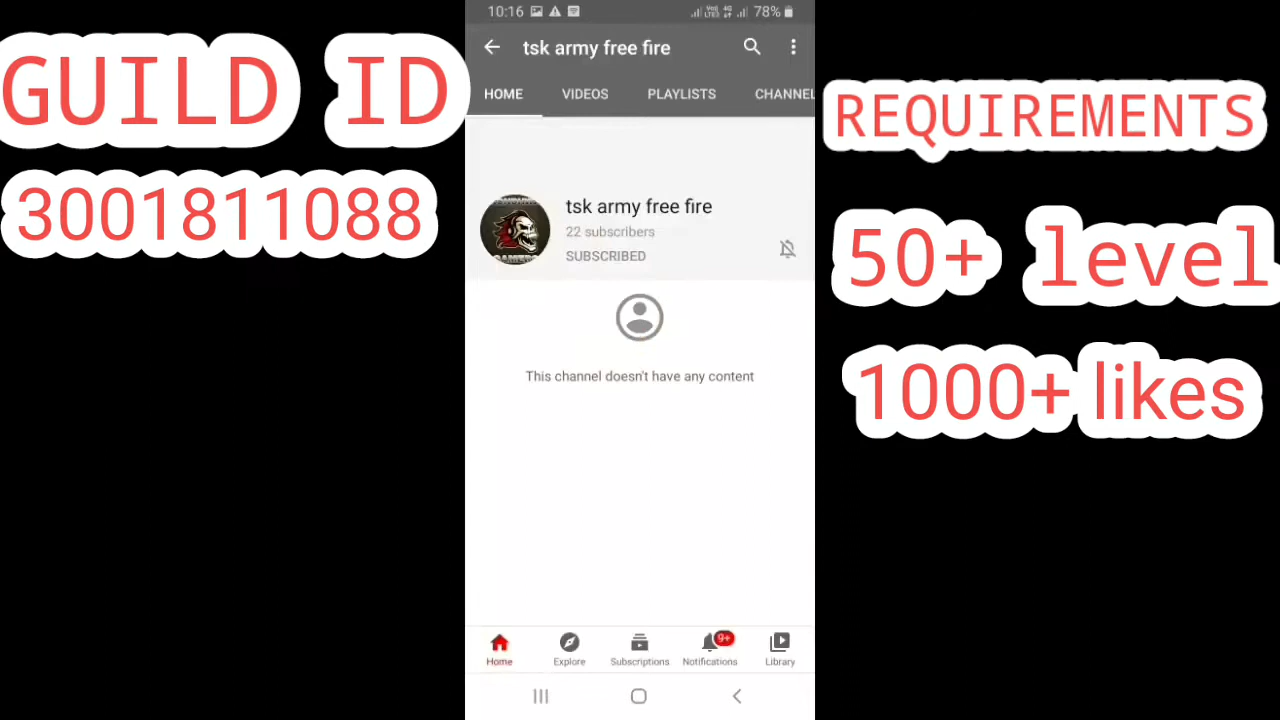 GUILD ID
3001811088
10:16
78%
tsk army free fire
HOME VIDEOS PLAYLISTS CHANNEL
tsk army free fire
22 subscribers
SUBSCRIBED
This channel doesn't have any content
Home Explore Subscriptions Notifications Library
9+
REQUIREMENTS
50+ level
1000+ likes